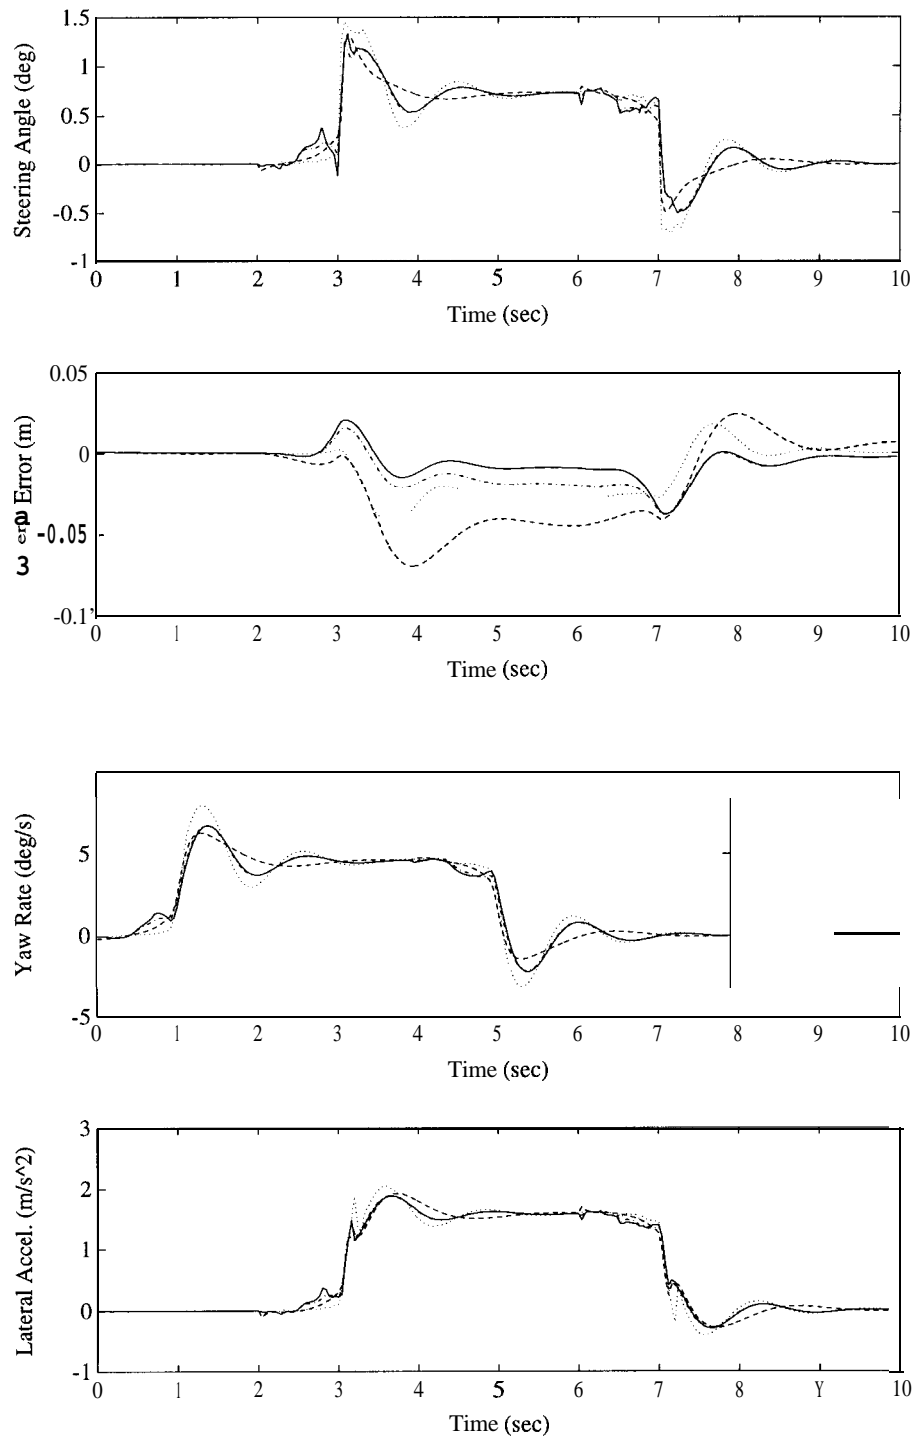 1.5
1
0.5
0
-0.5
-1
Steering Angle (deg)
0 1 2 3 4 5 6 7 8 9 10
Time (sec)
0.05
0
-0.05
-0.1'
Error (m)
0 1 2 3 4 5 6 7 8 9 10
Time (sec)
5
0
-5
Yaw Rate (deg/s)
0 1 2 3 4 5 6 7 8 9 10
Time (sec)
3
2
1
0
-1
Lateral Accel. (m/s^2)
0 1 2 3 4 5 6 7 8 Y 10
Time (sec)